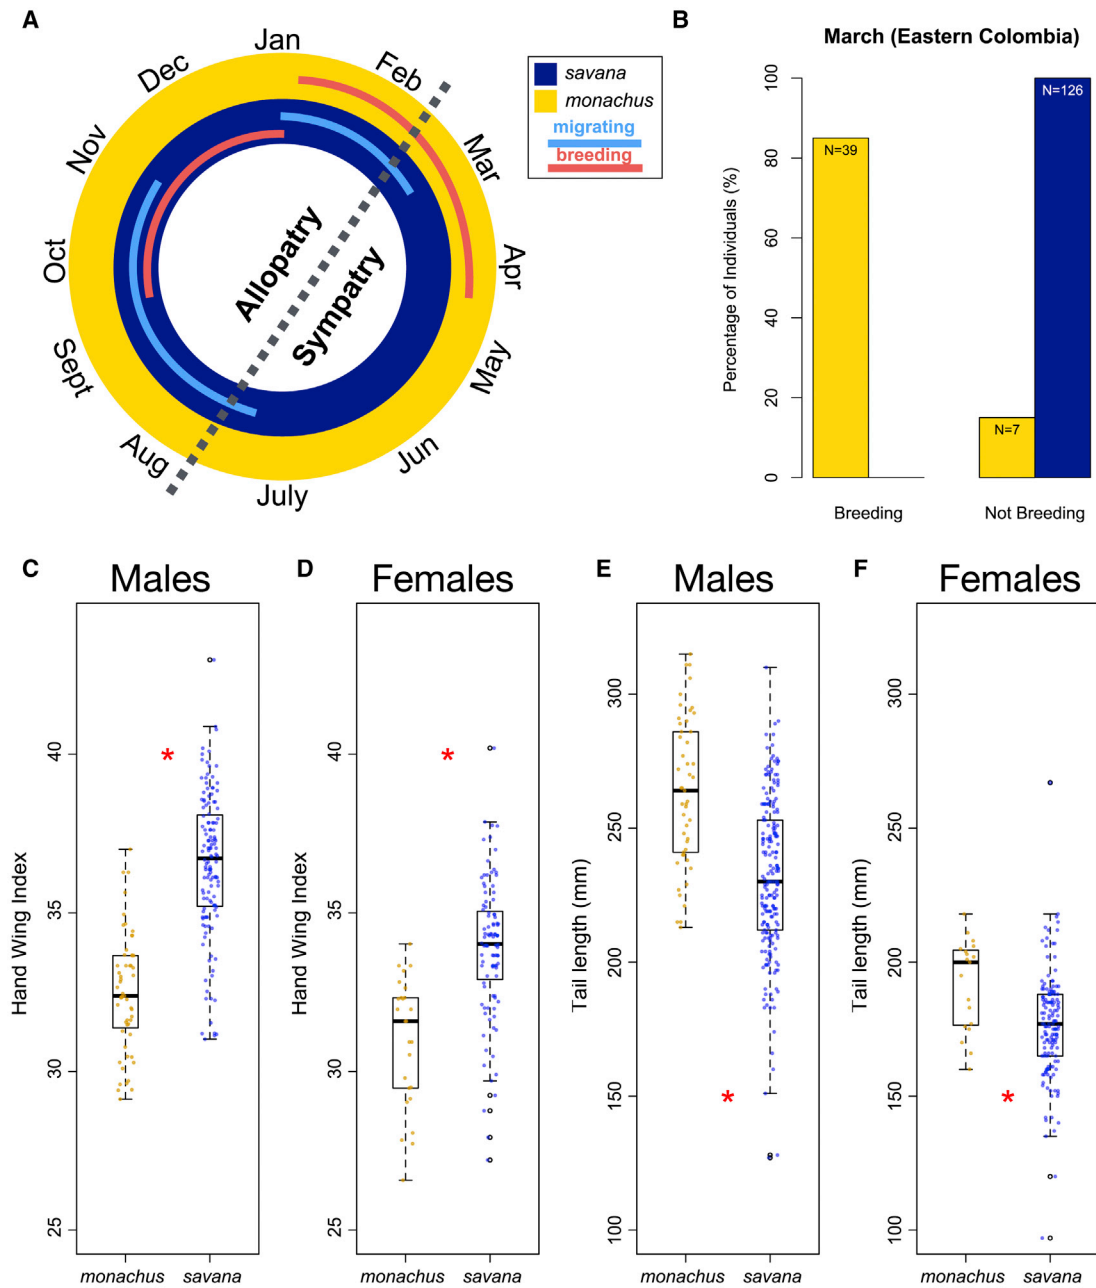 A
Jan
Feb
Mar
Apr
May
Jun
July
Aug
Sept
Oct
Nov
Dec
Allopatry
Sympatry
savana
monachus
migrating
breeding
B
March (Eastern Colombia)
Percentage of Individuals (%)
100
80
60
40
20
0
N=39
N=7
N=126
Breeding
Not Breeding
C
Males
Hand Wing Index
40
35
30
25
*
monachus
savana
D
Females
Hand Wing Index
40
35
30
25
*
monachus
savana
E
Males
Tail length (mm)
300
250
200
150
100
*
monachus
savana
F
Females
Tail length (mm)
300
250
200
150
100
*
monachus
savana